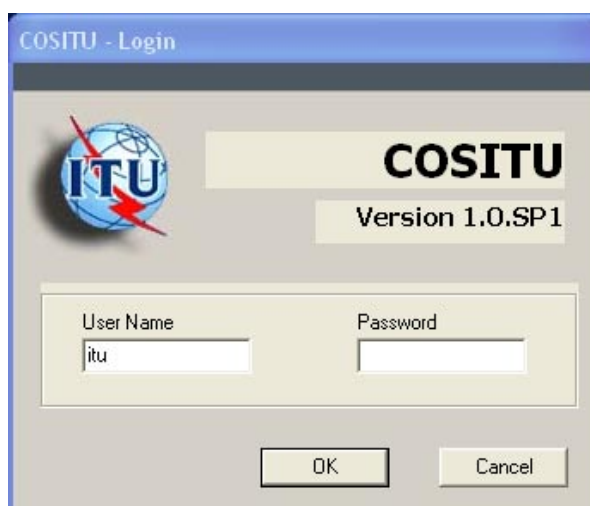 COSITU - Login
ITU
COSITU
Version 1.0.SP1
User Name
Password
itu
OK
Cancel